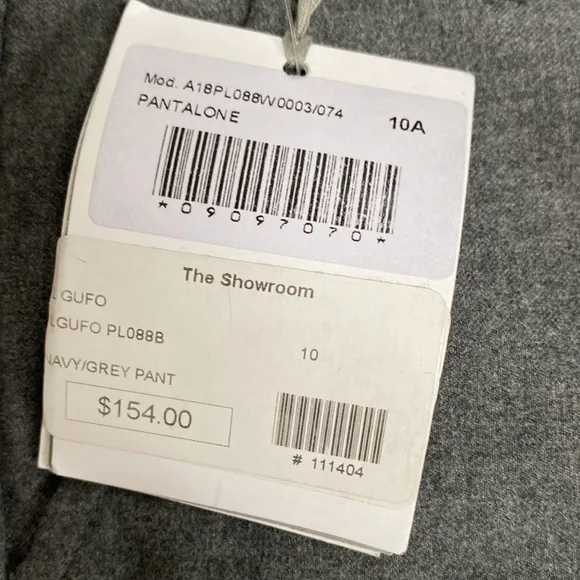 Mod. A18PL088W0003/074
PANTALONE 10A
*09097070*
The Showroom
GUFO
LGUFO PL088B
10
NAVY/GREY PANT
$154.00
# 111404